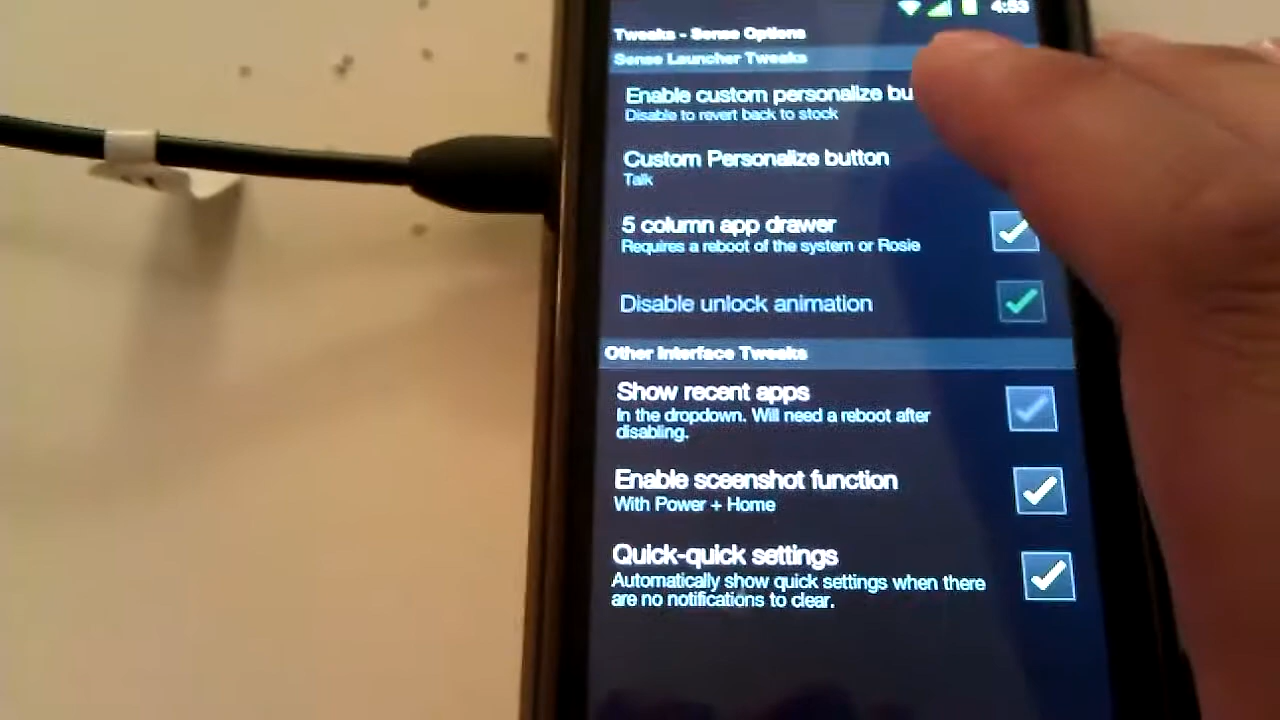 4:53
Tweaks - Sense Options
Sense Launcher Tweaks
Enable custom personalize bu
Disable to revert back to stock
Custom Personalize button
Talk
5 column app drawer
Requires a reboot of the system or Rosie
Disable unlock animation
Other Interface Tweaks
Show recent apps
In the dropdown. Will need a reboot after
disabling.
Enable sceenshot function
With Power + Home
Quick-quick settings
Automatically show quick settings when there
are no notifications to clear.